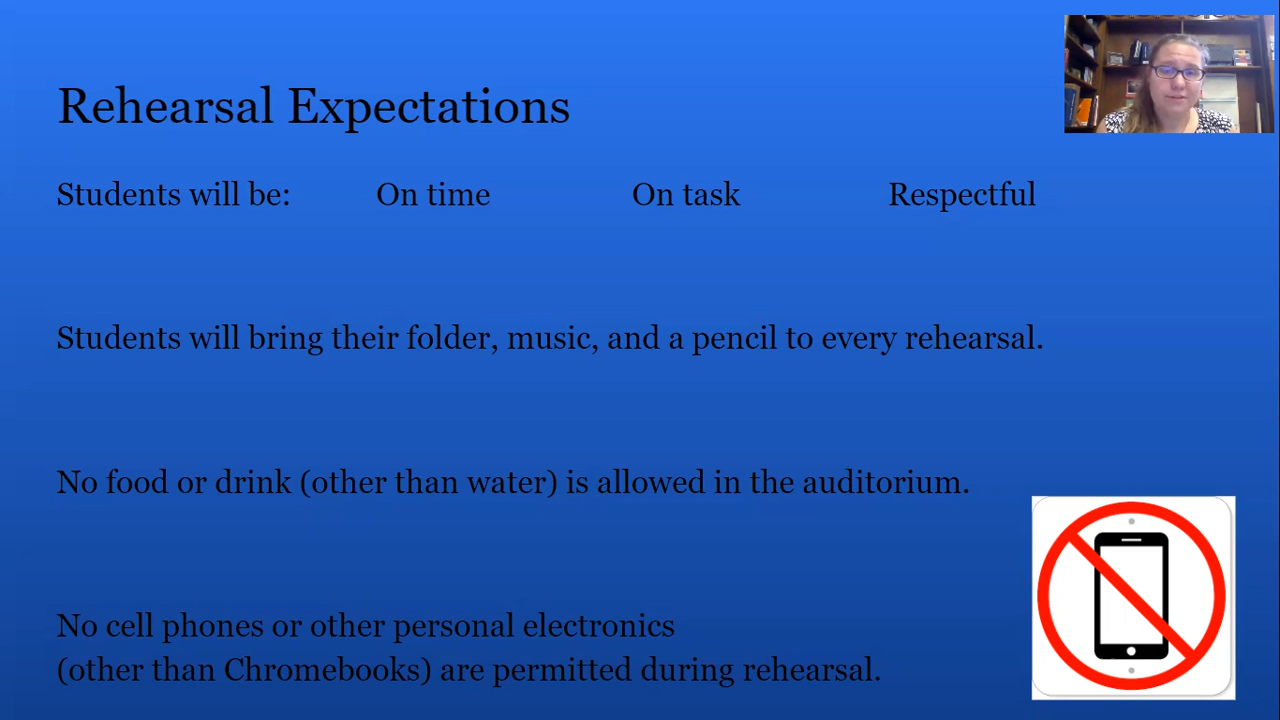 Rehearsal Expectations
Students will be: On time On task Respectful
Students will bring their folder, music, and a pencil to every rehearsal.
No food or drink (other than water) is allowed in the auditorium.
No cell phones or other personal electronics
(other than Chromebooks) are permitted during rehearsal.